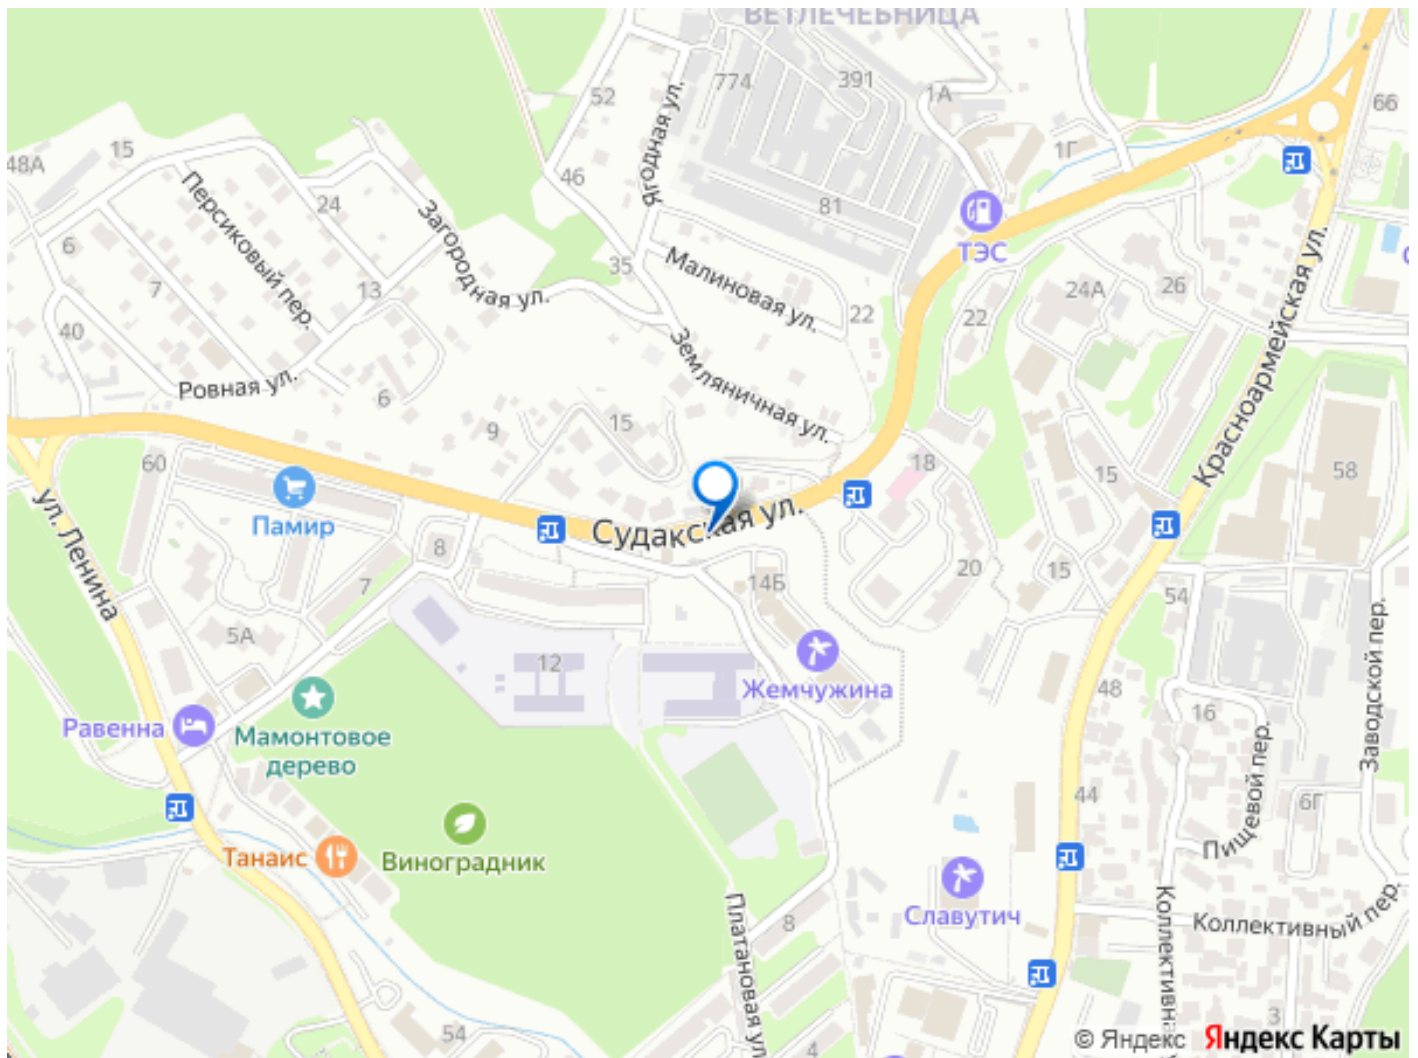 ВЕТЛЕЧЕБНИЦА
774
391
52
1А
66
Ягодная ул.
1Г
48А
15
46
Персиковый пер.
24
81
Загородная ул.
ТЭС
6
35
Малиновая ул.
7
13
24А
26
22
22
40
Земляничная ул.
Красноармейская ул.
Ровная ул.
6
15
9
60
18
15
58
Памир
Судакская ул.
ул. Ленина
8
7
14Б
20
15
54
5А
12
Жемчужина
48
Заводской пер.
Равенна
Мамонтовое
дерево
16
Пищевой пер.
44
6Г
Танаис
Виноградник
Славутич
Платановая ул
8
Коллективный пер.
Коллективна
54
4
3
© Яндекс Яндекс Карты